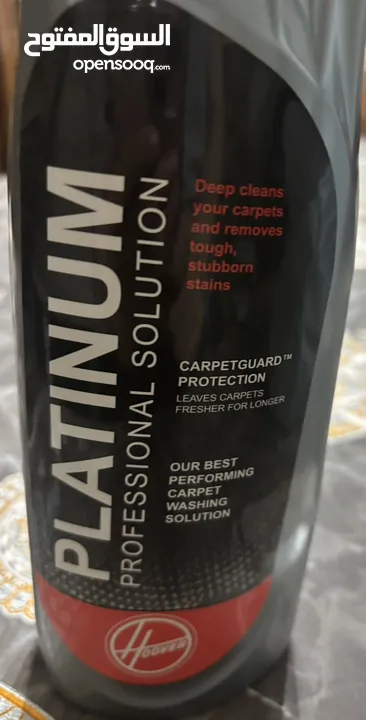 السوق المفتوح
opensooq.com
PLATINUM
PROFESSIONAL SOLUTION
Deep cleans
your carpets
and removes
tough,
stubborn
stains
CARPETGUARD™
PROTECTION
LEAVES CARPETS
FRESHER FOR LONGER
OUR BEST
PERFORMING
CARPET
WASHING
SOLUTION
HOOVER